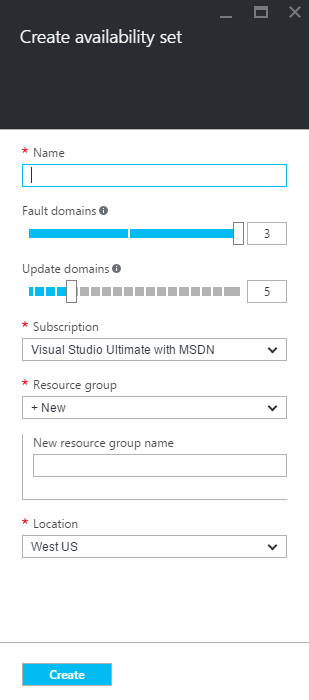 Create availability set
* Name
Fault domains
3
Update domains
5
* Subscription
Visual Studio Ultimate with MSDN
* Resource group
+ New
New resource group name
* Location
West US
Create